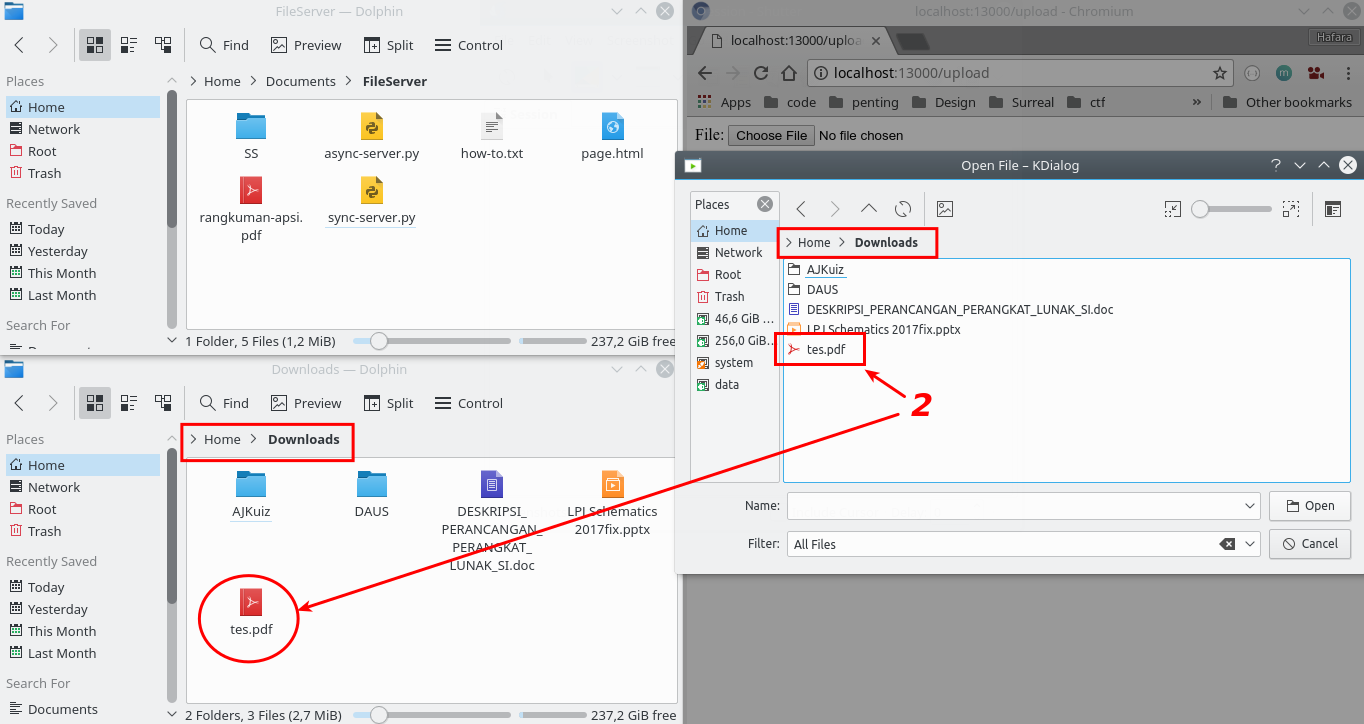 FileServer — Dolphin
Find Preview Split Control
Places
Home
Network
Root
Trash
Recently Saved
Today
Yesterday
This Month
Last Month
Search For
Home Documents FileServer
SS async-server.py how-to.txt page.html
rangkuman-apsi.
pdf
sync-server.py
1 Folder, 5 Files (1,2 MiB) 237,2 GiB free
Downloads — Dolphin
Find Preview Split Control
Places
Home
Network
Root
Trash
Recently Saved
Today
Yesterday
This Month
Last Month
Search For
Documents
Home Downloads
AJKuiz DAUS
DESKRIPSI_
PERANCANGAN_
PERANGKAT_
LUNAK_SI.doc
LPJ Schematics
2017fix.pptx
tes.pdf
2 Folders, 3 Files (2,7 MiB) 237,2 GiB free
localhost:13000/upload - Chromium
localhost:13000/uploa
Hafara
localhost:13000/upload
m
Apps code penting Design Surreal ctf » Other bookmarks
File: Choose File No file chosen
Open File – KDialog
Places
Home
Network
Root
Trash
46,6 GiB ...
256,0 GiB...
system
data
Home Downloads
AJKuiz
DAUS
DESKRIPSI_PERANCANGAN_PERANGKAT_LUNAK_SI.doc
LPJ Schematics 2017fix.pptx
tes.pdf
2
Name: Open
Filter: All Files Cancel